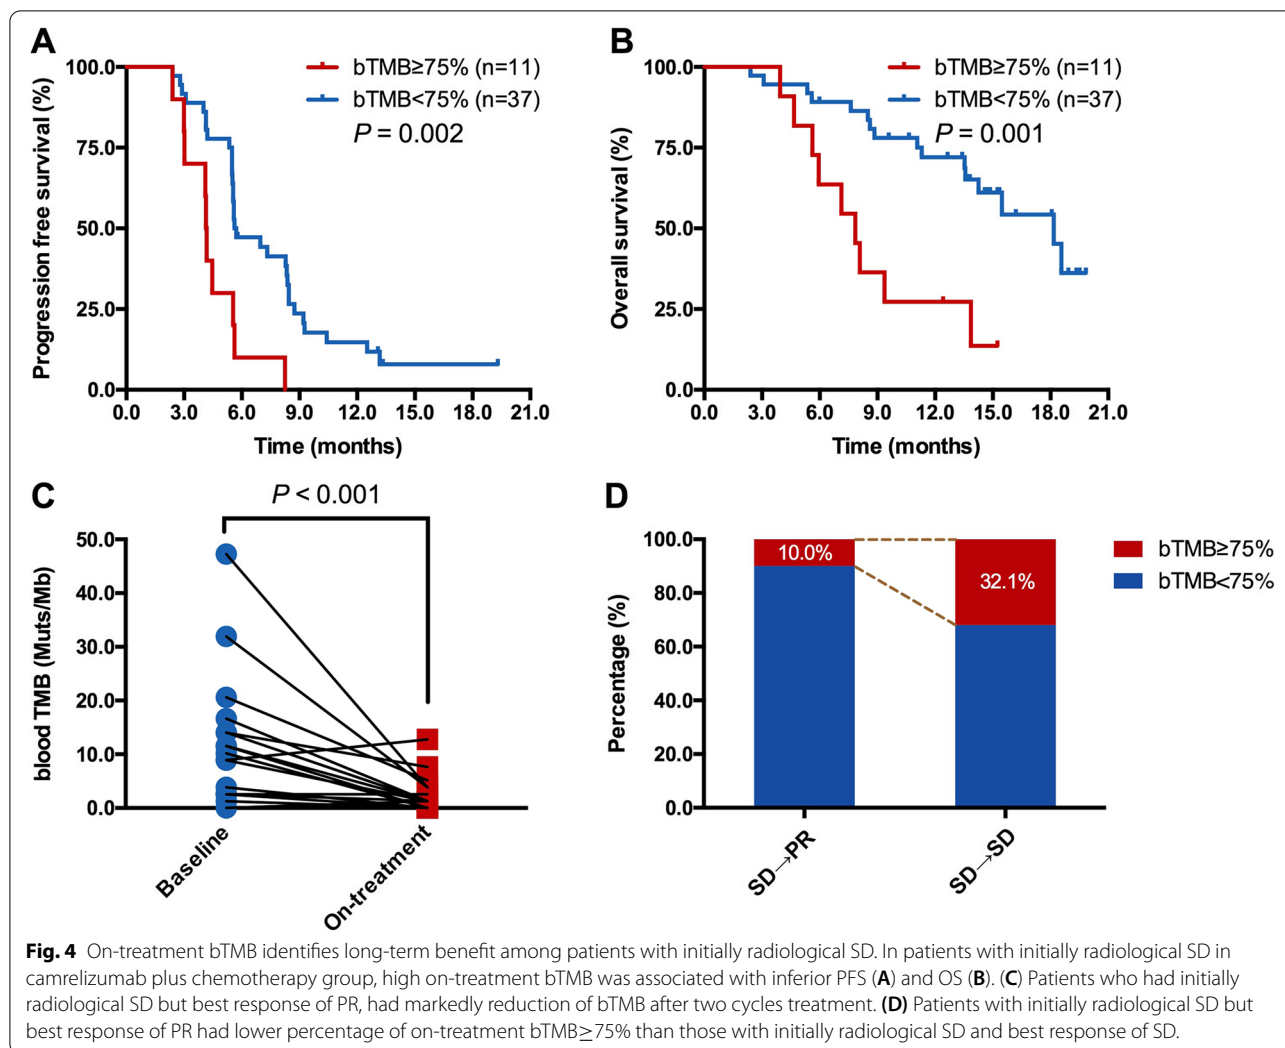 A
bTMB≥75% (n=11)
bTMB<75% (n=37)
P = 0.002
Progression free survival (%)
100.0
75.0
50.0
25.0
0.0
0.0 3.0 6.0 9.0 12.0 15.0 18.0 21.0
Time (months)
B
bTMB≥75% (n=11)
bTMB<75% (n=37)
P = 0.001
Overall survival (%)
100.0
75.0
50.0
25.0
0.0
0.0 3.0 6.0 9.0 12.0 15.0 18.0 21.0
Time (months)
C
P < 0.001
blood TMB (Muts/Mb)
50.0
40.0
30.0
20.0
10.0
0.0
Baseline
On-treatment
D
Percentage (%)
100.0
80.0
60.0
40.0
20.0
0.0
10.0%
32.1%
bTMB≥75%
bTMB<75%
SD→PR
SD→SD
Fig. 4 On-treatment bTMB identifies long-term benefit among patients with initially radiological SD. In patients with initially radiological SD in
camrelizumab plus chemotherapy group, high on-treatment bTMB was associated with inferior PFS (A) and OS (B). (C) Patients who had initially
radiological SD but best response of PR, had markedly reduction of bTMB after two cycles treatment. (D) Patients with initially radiological SD but
best response of PR had lower percentage of on-treatment bTMB≥75% than those with initially radiological SD and best response of SD.